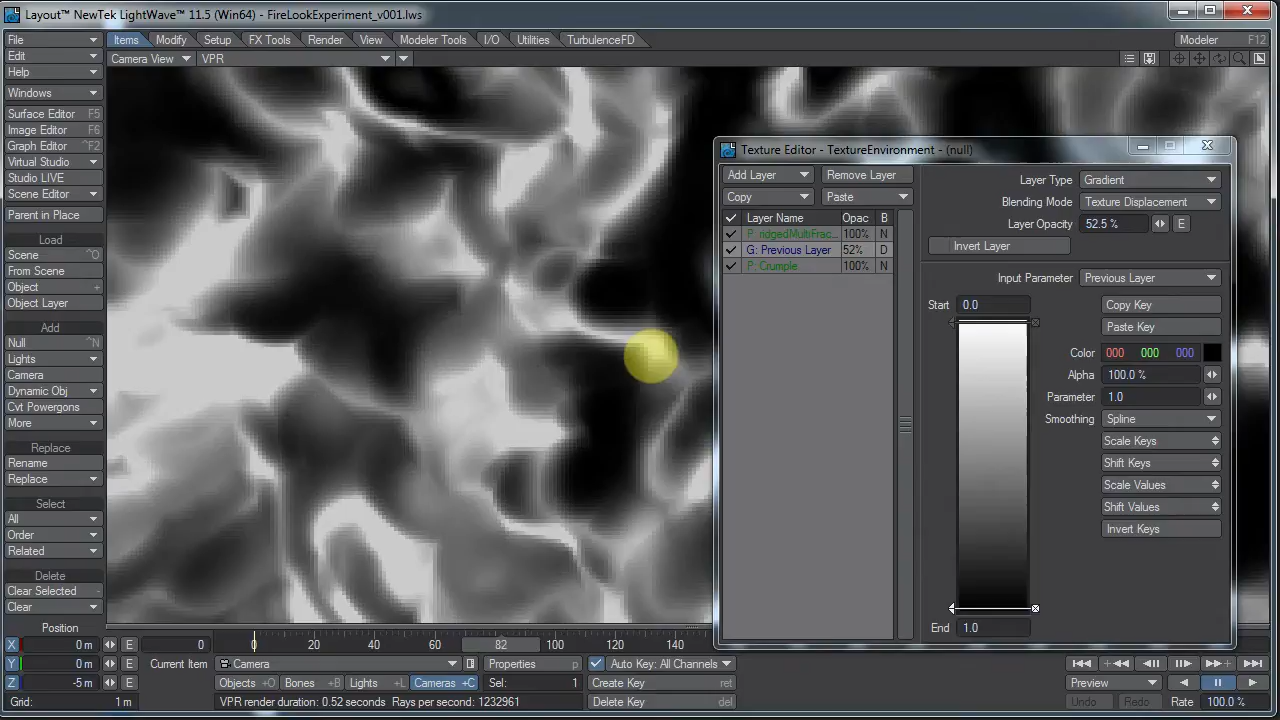 Layout™ NewTek LightWave™ 11.5 (Win64) - FireLookExperiment_v001.lws
File
Items
Modify
Setup
FX Tools
Render
View
Modeler Tools
I/O
Utilities
TurbulenceFD
Modeler
F12
Edit
Camera View
VPR
Help
Windows
Surface Editor F5
Image Editor F6
Graph Editor ^F2
Virtual Studio
Studio LIVE
Scene Editor
Parent in Place
Load
Scene ^O
From Scene
Object +
Object Layer
Add
Null ^N
Lights
Camera
Dynamic Obj
Cvt Powergons
More
Replace
Rename
Replace
Select
All
Order
Related
Delete
Clear Selected -
Clear
Position
X 0 m E
Y 0 m E
Z -5 m E
Grid: 1 m
Texture Editor - TextureEnvironment - (null)
Add Layer
Remove Layer
Copy
Paste
Layer Name Opac B
P: ridgedMultiFrac... 100% N
G: Previous Layer 52% D
P: Crumple 100% N
Layer Type Gradient
Blending Mode Texture Displacement
Layer Opacity 52.5 % E
Invert Layer
Input Parameter Previous Layer
Start 0.0
Copy Key
Paste Key
Color 000 000 000
Alpha 100.0 %
Parameter 1.0
Smoothing Spline
Scale Keys
Shift Keys
Scale Values
Shift Values
Invert Keys
End 1.0
0 0 20 40 60 82 100 120 140
Current Item Camera Properties p
Auto Key: All Channels
Objects +O Bones +B Lights +L Cameras +C Sel: 1
Create Key ret
VPR render duration: 0.52 seconds Rays per second: 1232961
Delete Key del
Preview
Undo Redo Rate 100.0 %